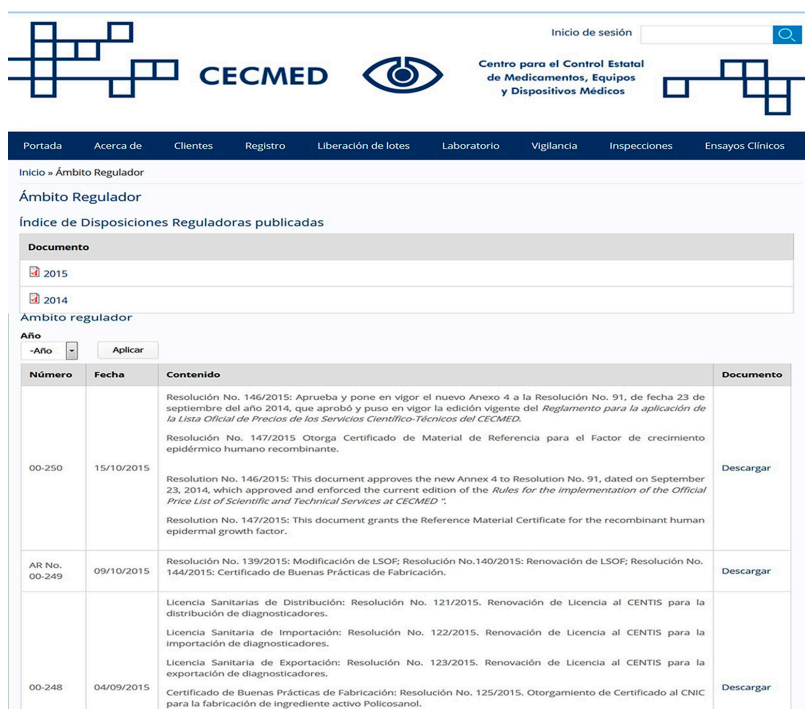 Inicio de sesión
CECMED
Centro para el Control Estatal
de Medicamentos, Equipos
y Dispositivos Médicos
Portada Acerca de Clientes Registro Liberación de lotes Laboratorio Vigilancia Inspecciones Ensayos Clínicos
Inicio » Ámbito Regulador
Ámbito Regulador
Índice de Disposiciones Reguladoras publicadas
Documento
2015
2014
Ámbito regulador
Año
-Año
Aplicar
Número Fecha Contenido Documento
Resolución No. 146/2015: Aprueba y pone en vigor el nuevo Anexo 4 a la Resolución No. 91, de fecha 23 de
septiembre del año 2014, que aprobó y puso en vigor la edición vigente del Reglamento para la aplicación de
la Lista Oficial de Precios de los Servicios Científico-Técnicos del CECMED.
Resolución No. 147/2015 Otorga Certificado de Material de Referencia para el Factor de crecimiento
epidérmico humano recombinante.
00-250 15/10/2015 Descargar
Resolution No. 146/2015: This document approves the new Annex 4 to Resolution No. 91, dated on September
23, 2014, which approved and enforced the current edition of the Rules for the implementation of the Official
Price List of Scientific and Technical Services at CECMED “.
Resolution No. 147/2015: This document grants the Reference Material Certificate for the recombinant human
epidermal growth factor.
AR No.
00-249
09/10/2015
Resolución No. 139/2015: Modificación de LSOF; Resolución No.140/2015: Renovación de LSOF; Resolución No.
144/2015: Certificado de Buenas Prácticas de Fabricación.
Descargar
Licencia Sanitarias de Distribución: Resolución No. 121/2015. Renovación de Licencia al CENTIS para la
distribución de diagnosticadores.
Licencia Sanitaria de Importación: Resolución No. 122/2015. Renovación de Licencia al CENTIS para la
importación de diagnosticadores.
Licencia Sanitaria de Exportación: Resolución No. 123/2015. Renovación de Licencia al CENTIS para la
exportación de diagnosticadores.
00-248 04/09/2015 Descargar
Certificado de Buenas Prácticas de Fabricación: Resolución No. 125/2015. Otorgamiento de Certificado al CNIC
para la fabricación de ingrediente activo Policosanol.